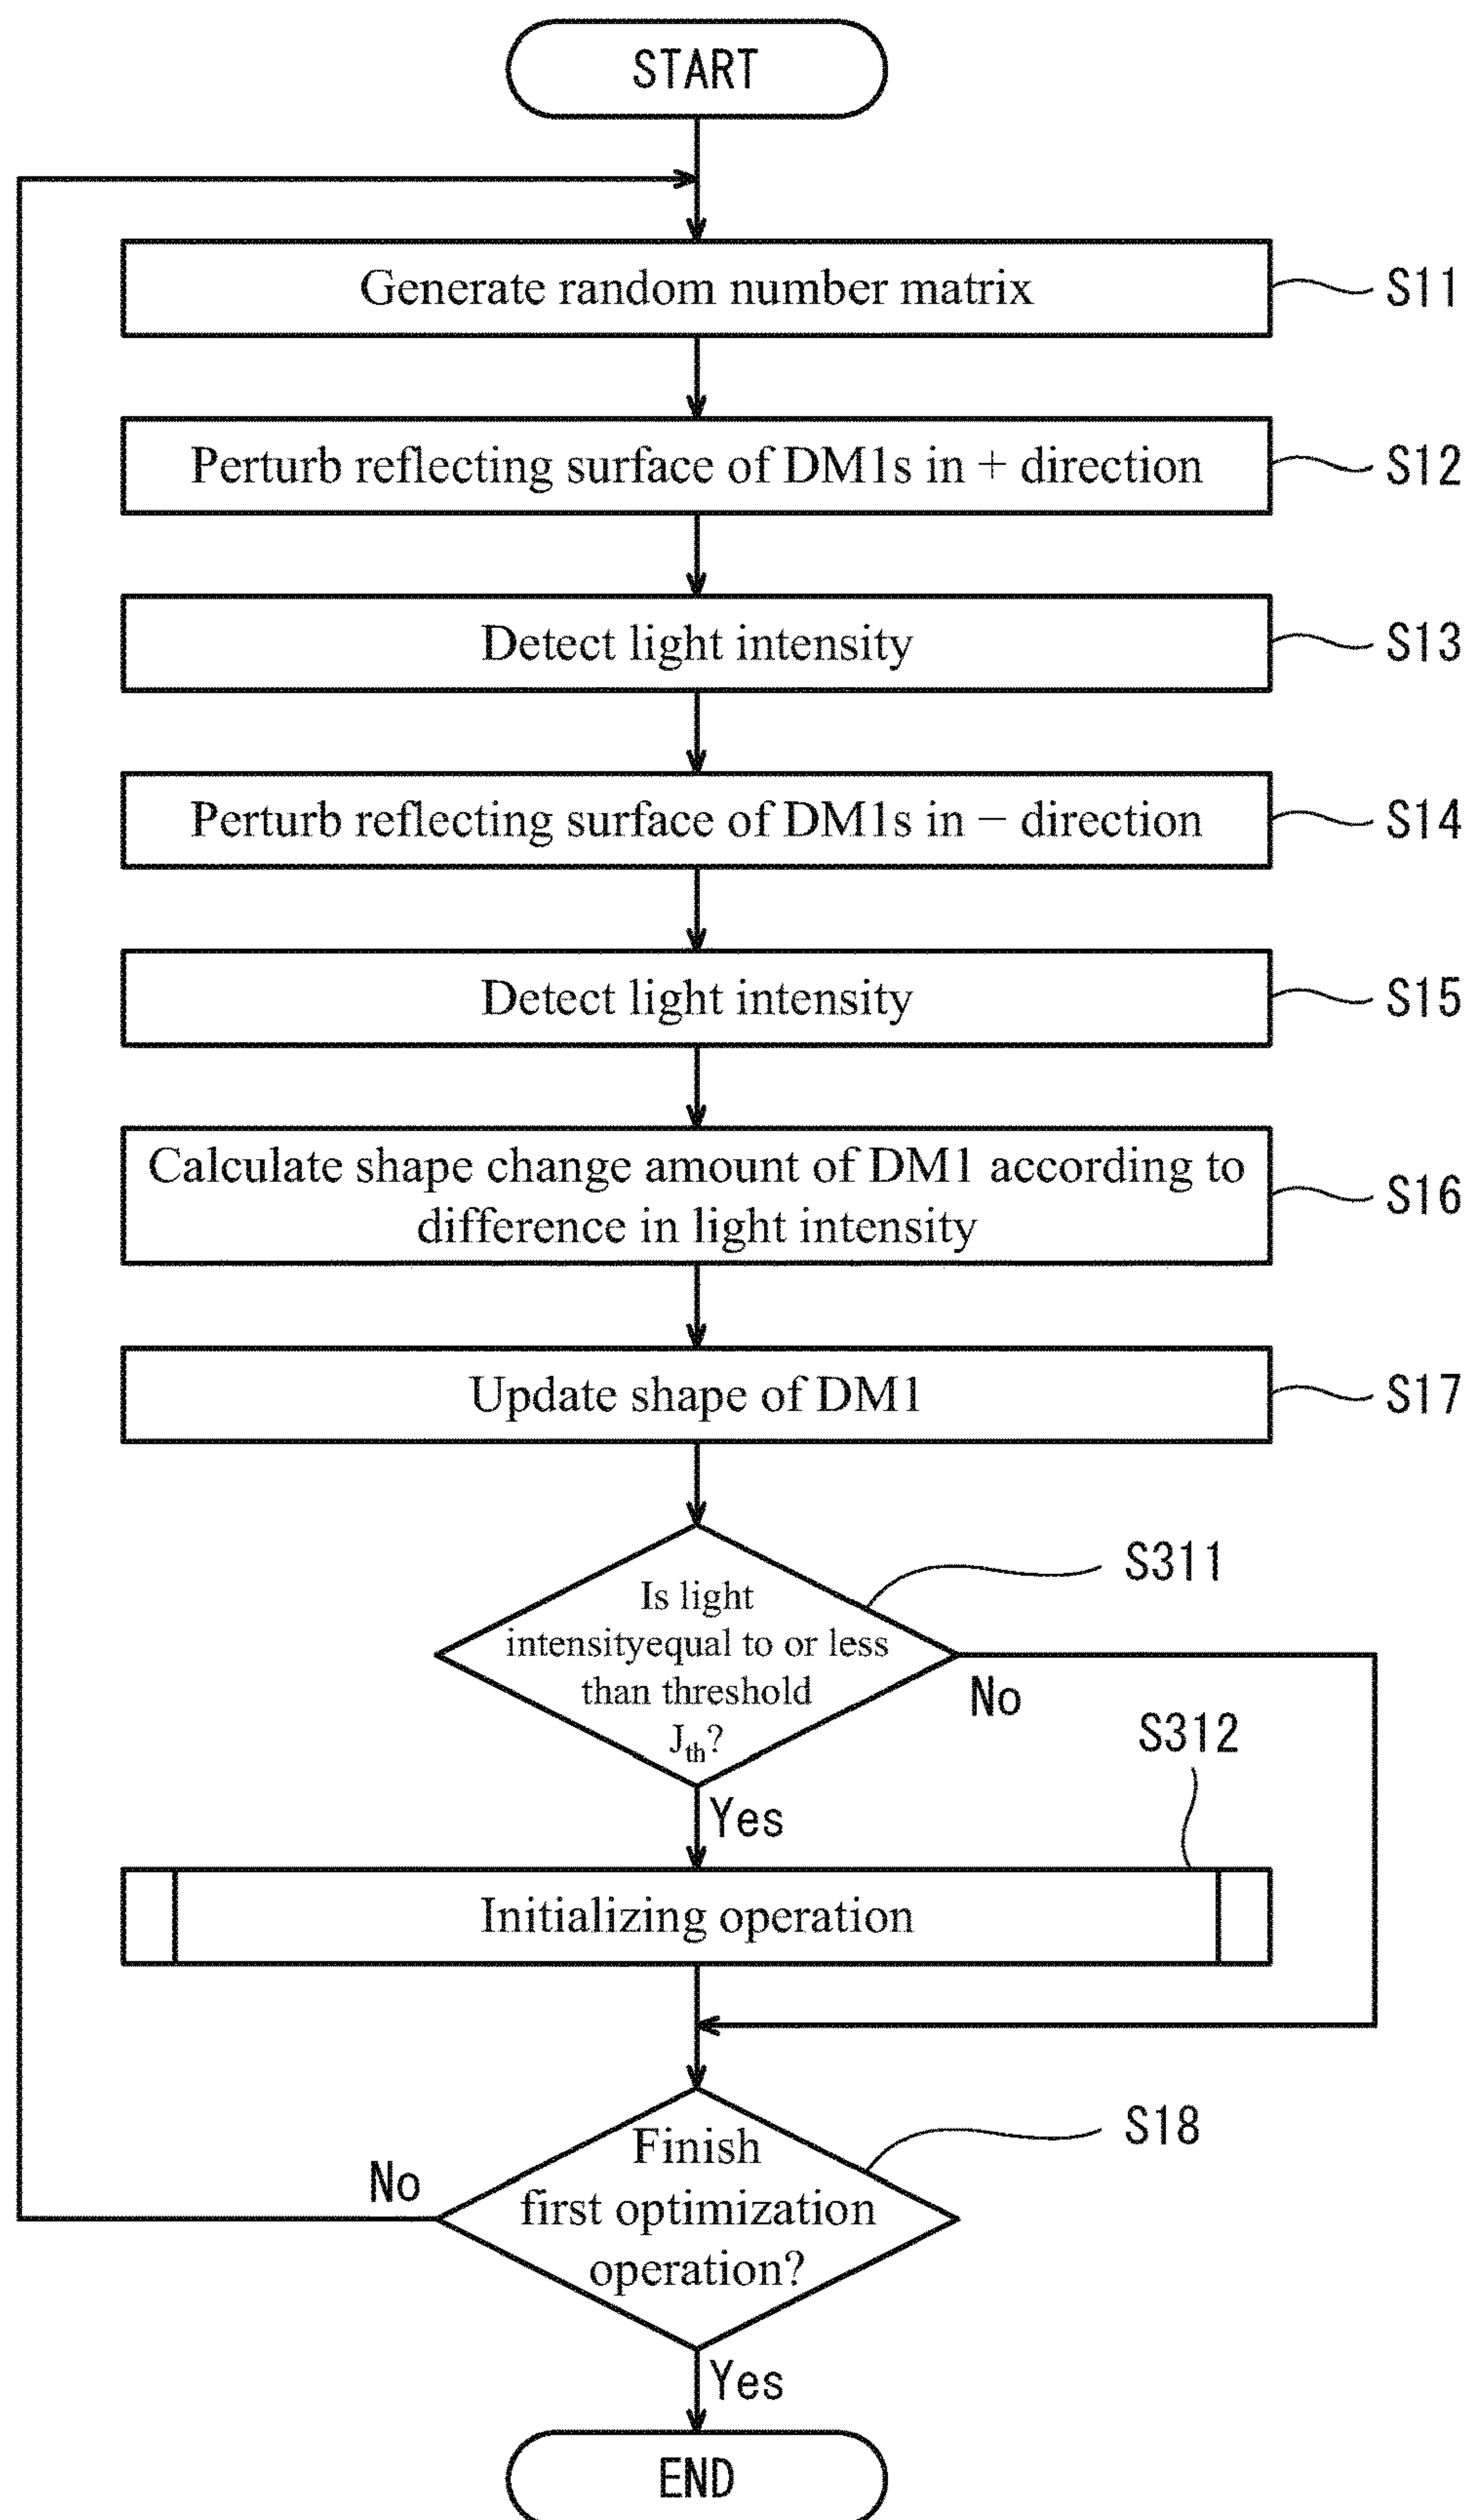 START
Generate random number matrix
S11
Perturb reflecting surface of DM1s in + direction
S12
Detect light intensity
S13
Perturb reflecting surface of DM1s in − direction
S14
Detect light intensity
S15
Calculate shape change amount of DM1 according to
difference in light intensity
S16
Update shape of DM1
S17
Is light
intensityequal to or less
than threshold
Jth?
S311
No
Yes
S312
Initializing operation
Finish
first optimization
operation?
S18
No
Yes
END